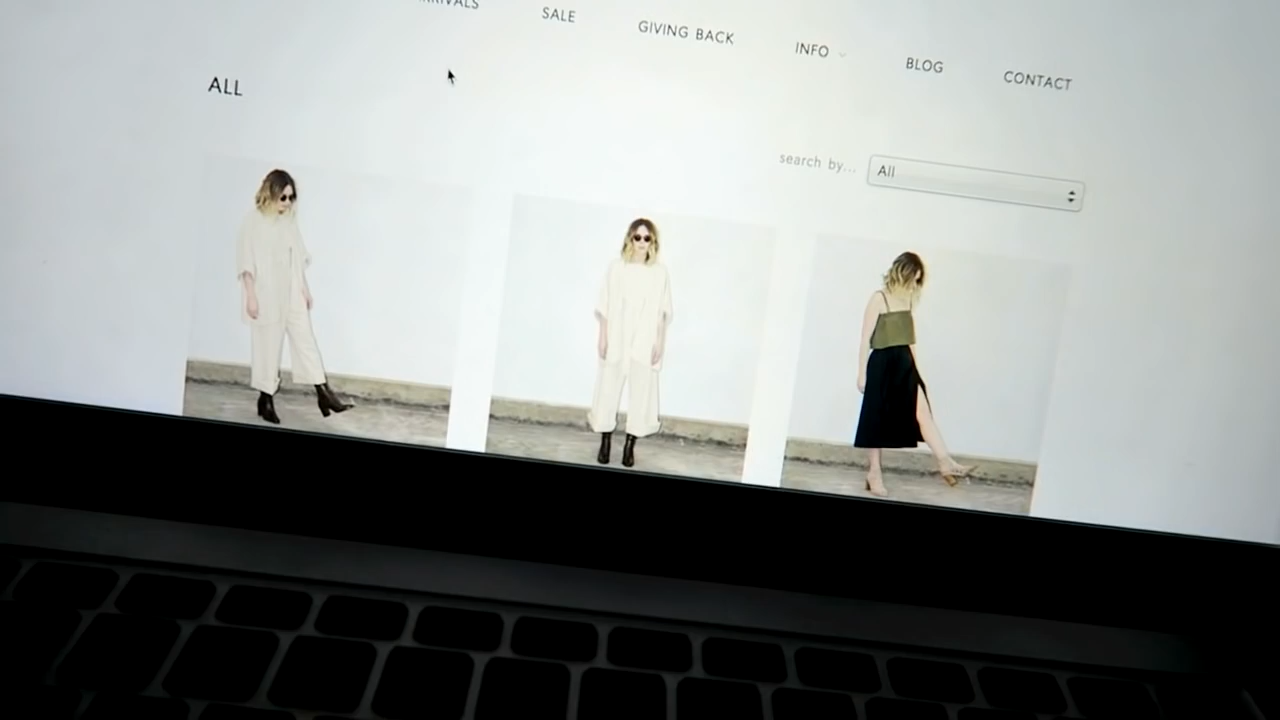 SALE
GIVING BACK
INFO
BLOG
CONTACT
ALL
search by...
All